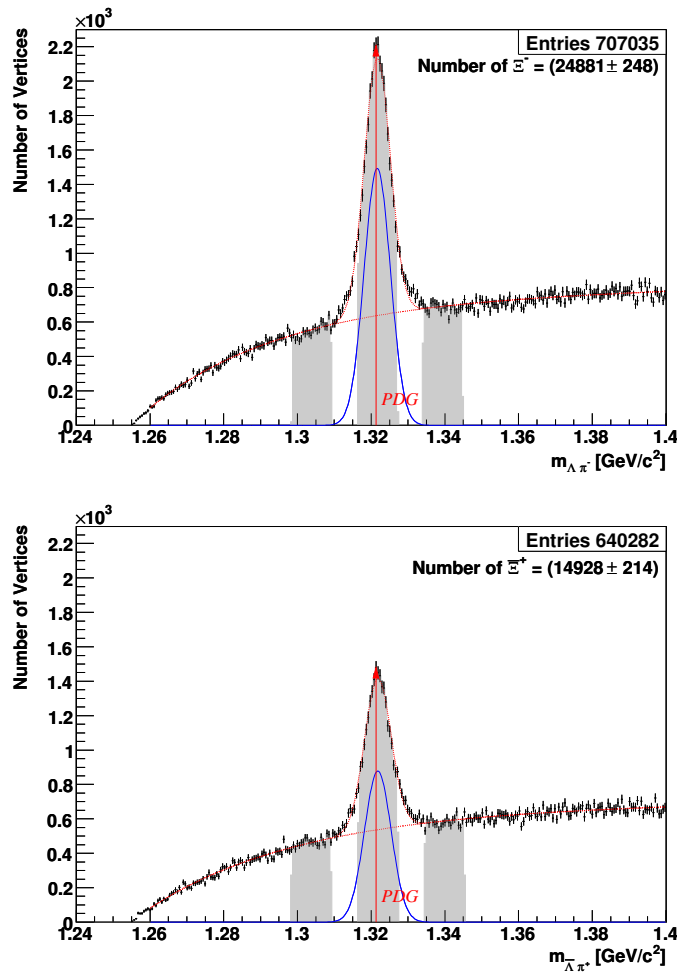 ×10³
Entries 707035
Number of Ξ⁻ = (24881 ± 248)
Number of Vertices
2.2
2
1.8
1.6
1.4
1.2
1
0.8
0.6
0.4
0.2
0
PDG
1.24 1.26 1.28 1.3 1.32 1.34 1.36 1.38 1.4
m_Λ π⁻ [GeV/c²]
×10³
Entries 640282
Number of Ξ̅⁺ = (14928 ± 214)
Number of Vertices
2.2
2
1.8
1.6
1.4
1.2
1
0.8
0.6
0.4
0.2
0
PDG
1.24 1.26 1.28 1.3 1.32 1.34 1.36 1.38 1.4
m_Λ̅ π⁺ [GeV/c²]